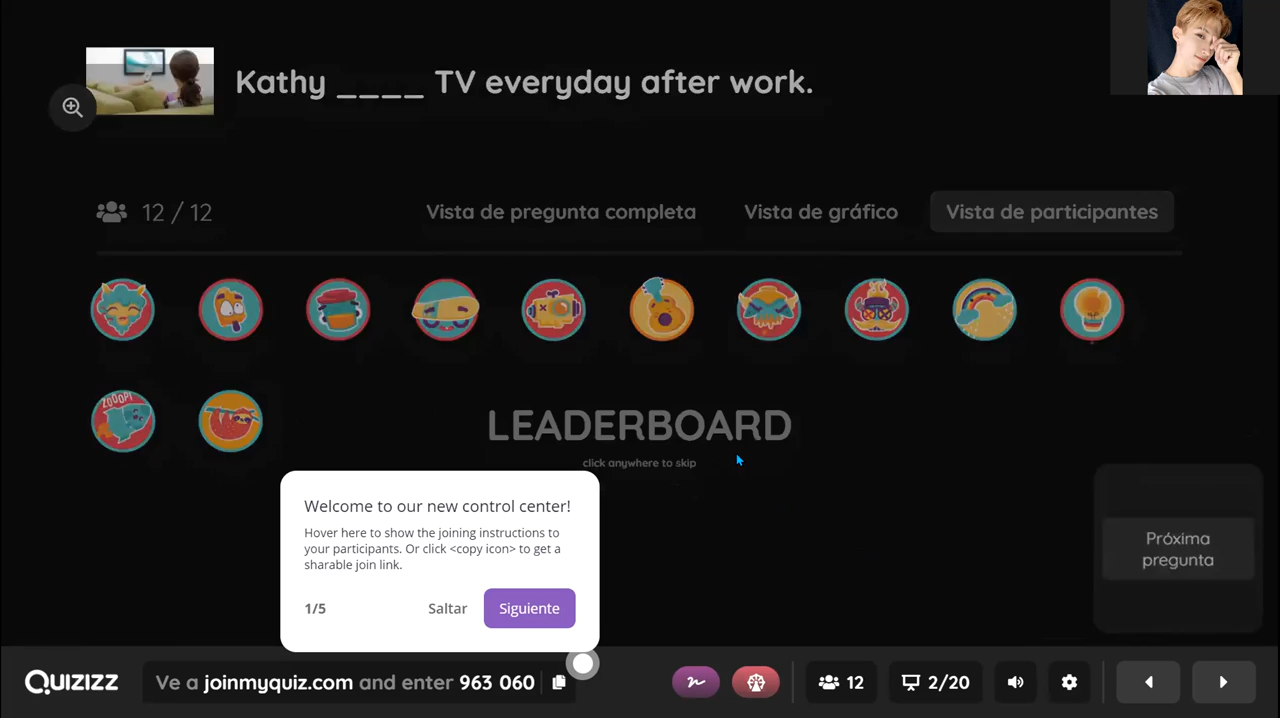 Kathy ____ TV everyday after work.
12 / 12
Vista de pregunta completa
Vista de gráfico
Vista de participantes
ZOOOP!
LEADERBOARD
click anywhere to skip
Welcome to our new control center!
Hover here to show the joining instructions to
your participants. Or click <copy icon> to get a
sharable join link.
1/5
Saltar
Siguiente
Próxima
pregunta
QUIZIZZ
Ve a joinmyquiz.com and enter 963 060
12
2/20